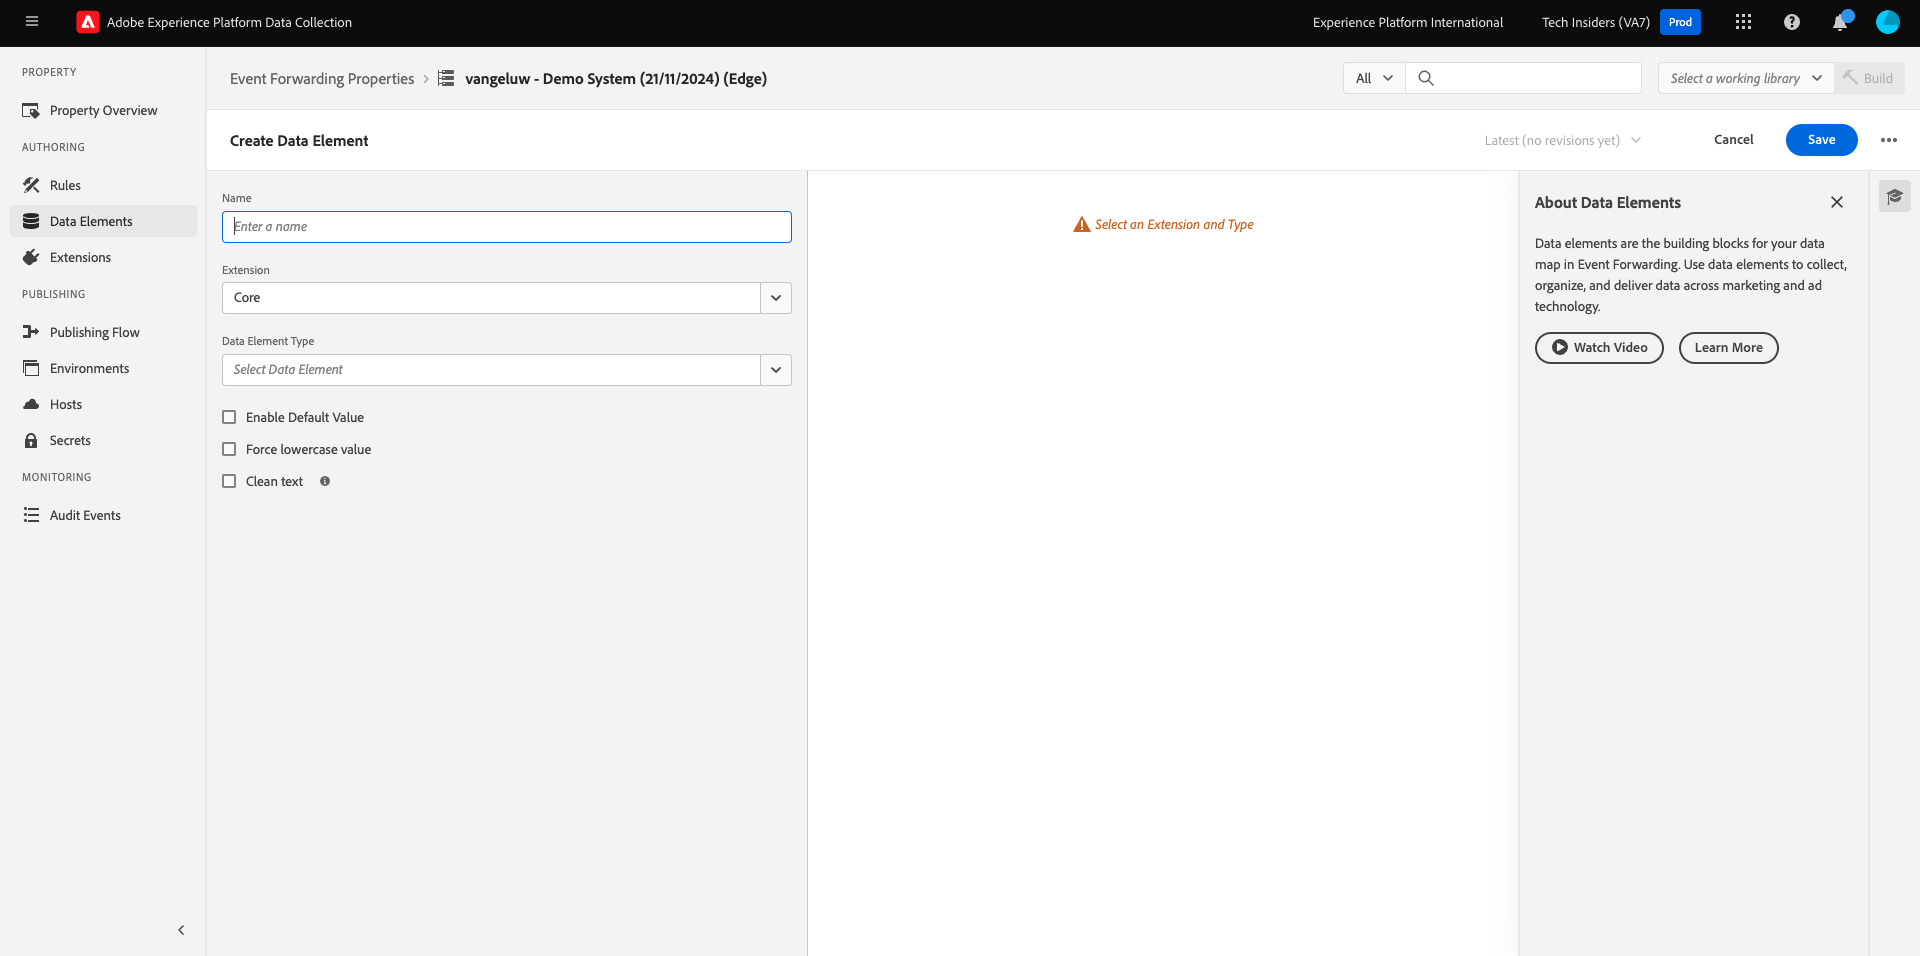 Adobe Experience Platform Data Collection
Experience Platform International
Tech Insiders (VA7)
Prod
PROPERTY
Property Overview
AUTHORING
Rules
Data Elements
Extensions
PUBLISHING
Publishing Flow
Environments
Hosts
Secrets
MONITORING
Audit Events
Event Forwarding Properties
vangeluw - Demo System (21/11/2024) (Edge)
All
Select a working library
Build
Create Data Element
Latest (no revisions yet)
Cancel
Save
Name
Enter a name
Extension
Core
Data Element Type
Select Data Element
Enable Default Value
Force lowercase value
Clean text
Select an Extension and Type
About Data Elements
Data elements are the building blocks for your data
map in Event Forwarding. Use data elements to collect,
organize, and deliver data across marketing and ad
technology.
Watch Video
Learn More